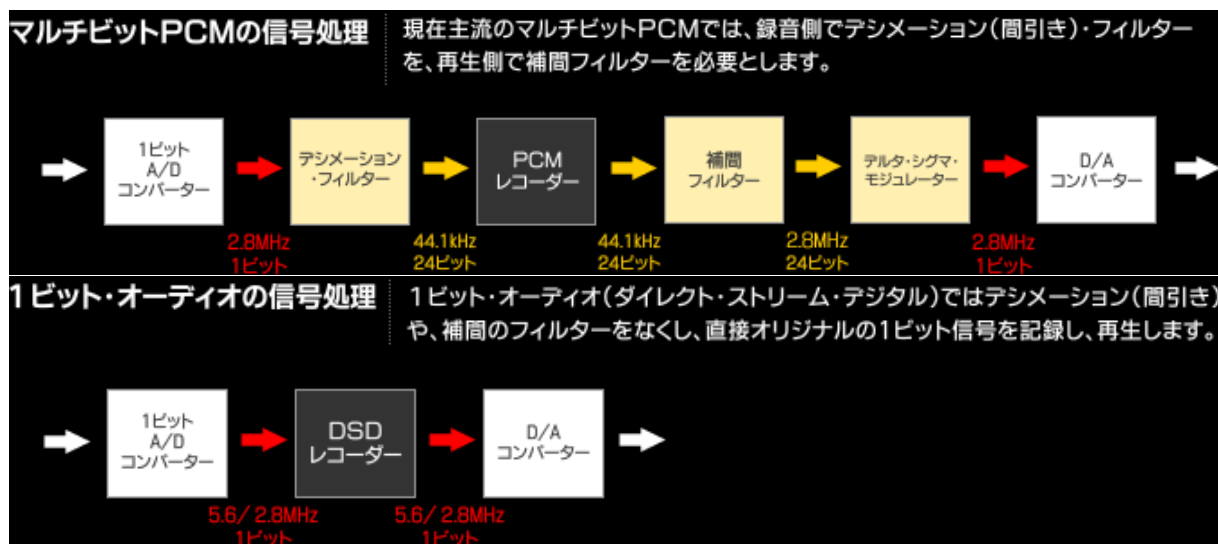 マルチビットPCMの信号処理
現在主流のマルチビットPCMでは、録音側でデシメーション(間引き)・フィルター
を、再生側で補間フィルターを必要とします。
1ビット
A/D
コンバーター
デシメーション
・フィルター
PCM
レコーダー
補間
フィルター
デルタ・シグマ・
モジュレーター
D/A
コンバーター
2.8MHz
1ビット
44.1kHz
24ビット
44.1kHz
24ビット
2.8MHz
24ビット
2.8MHz
1ビット
1ビット・オーディオの信号処理
1ビット・オーディオ(ダイレクト・ストリーム・デジタル)ではデシメーション(間引き)
や、補間のフィルターをなくし、直接オリジナルの1ビット信号を記録し、再生します。
1ビット
A/D
コンバーター
DSD
レコーダー
D/A
コンバーター
5.6/2.8MHz
1ビット
5.6/2.8MHz
1ビット